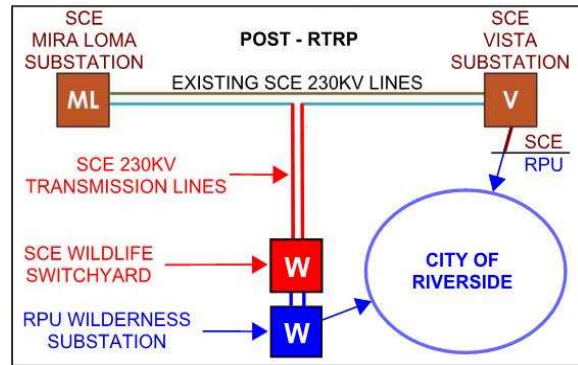 SCE
MIRA LOMA
SUBSTATION
POST - RTRP
SCE
VISTA
SUBSTATION
ML
EXISTING SCE 230KV LINES
V
SCE
RPU
SCE 230KV
TRANSMISSION LINES
SCE WILDLIFE
SWITCHYARD
W
CITY OF
RIVERSIDE
RPU WILDERNESS
SUBSTATION
W